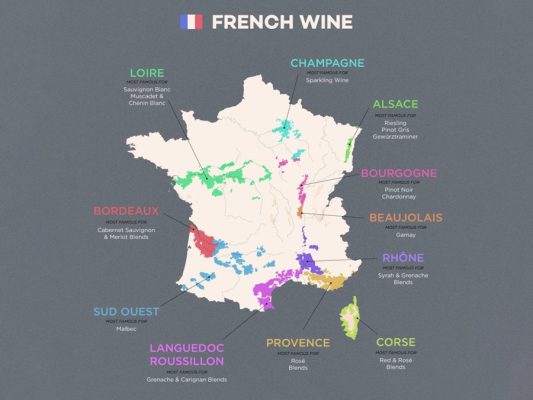 FRENCH WINE
CHAMPAGNE
MOST FAMOUS FOR
Sparkling Wine
LOIRE
MOST FAMOUS FOR
Sauvignon Blanc
Muscadet &
Chenin Blanc
ALSACE
MOST FAMOUS FOR
Riesling
Pinot Gris
Gewürztraminer
BOURGOGNE
MOST FAMOUS FOR
Pinot Noir
Chardonnay
BORDEAUX
MOST FAMOUS FOR
Cabernet Sauvignon
& Merlot Blends
BEAUJOLAIS
MOST FAMOUS FOR
Gamay
RHÔNE
MOST FAMOUS FOR
Syrah & Grenache
Blends
SUD OUEST
MOST FAMOUS FOR
Malbec
LANGUEDOC
ROUSSILLON
MOST FAMOUS FOR
Grenache & Carignan Blends
PROVENCE
MOST FAMOUS FOR
Rosé
Blends
CORSE
MOST FAMOUS FOR
Red & Rosé
Blends